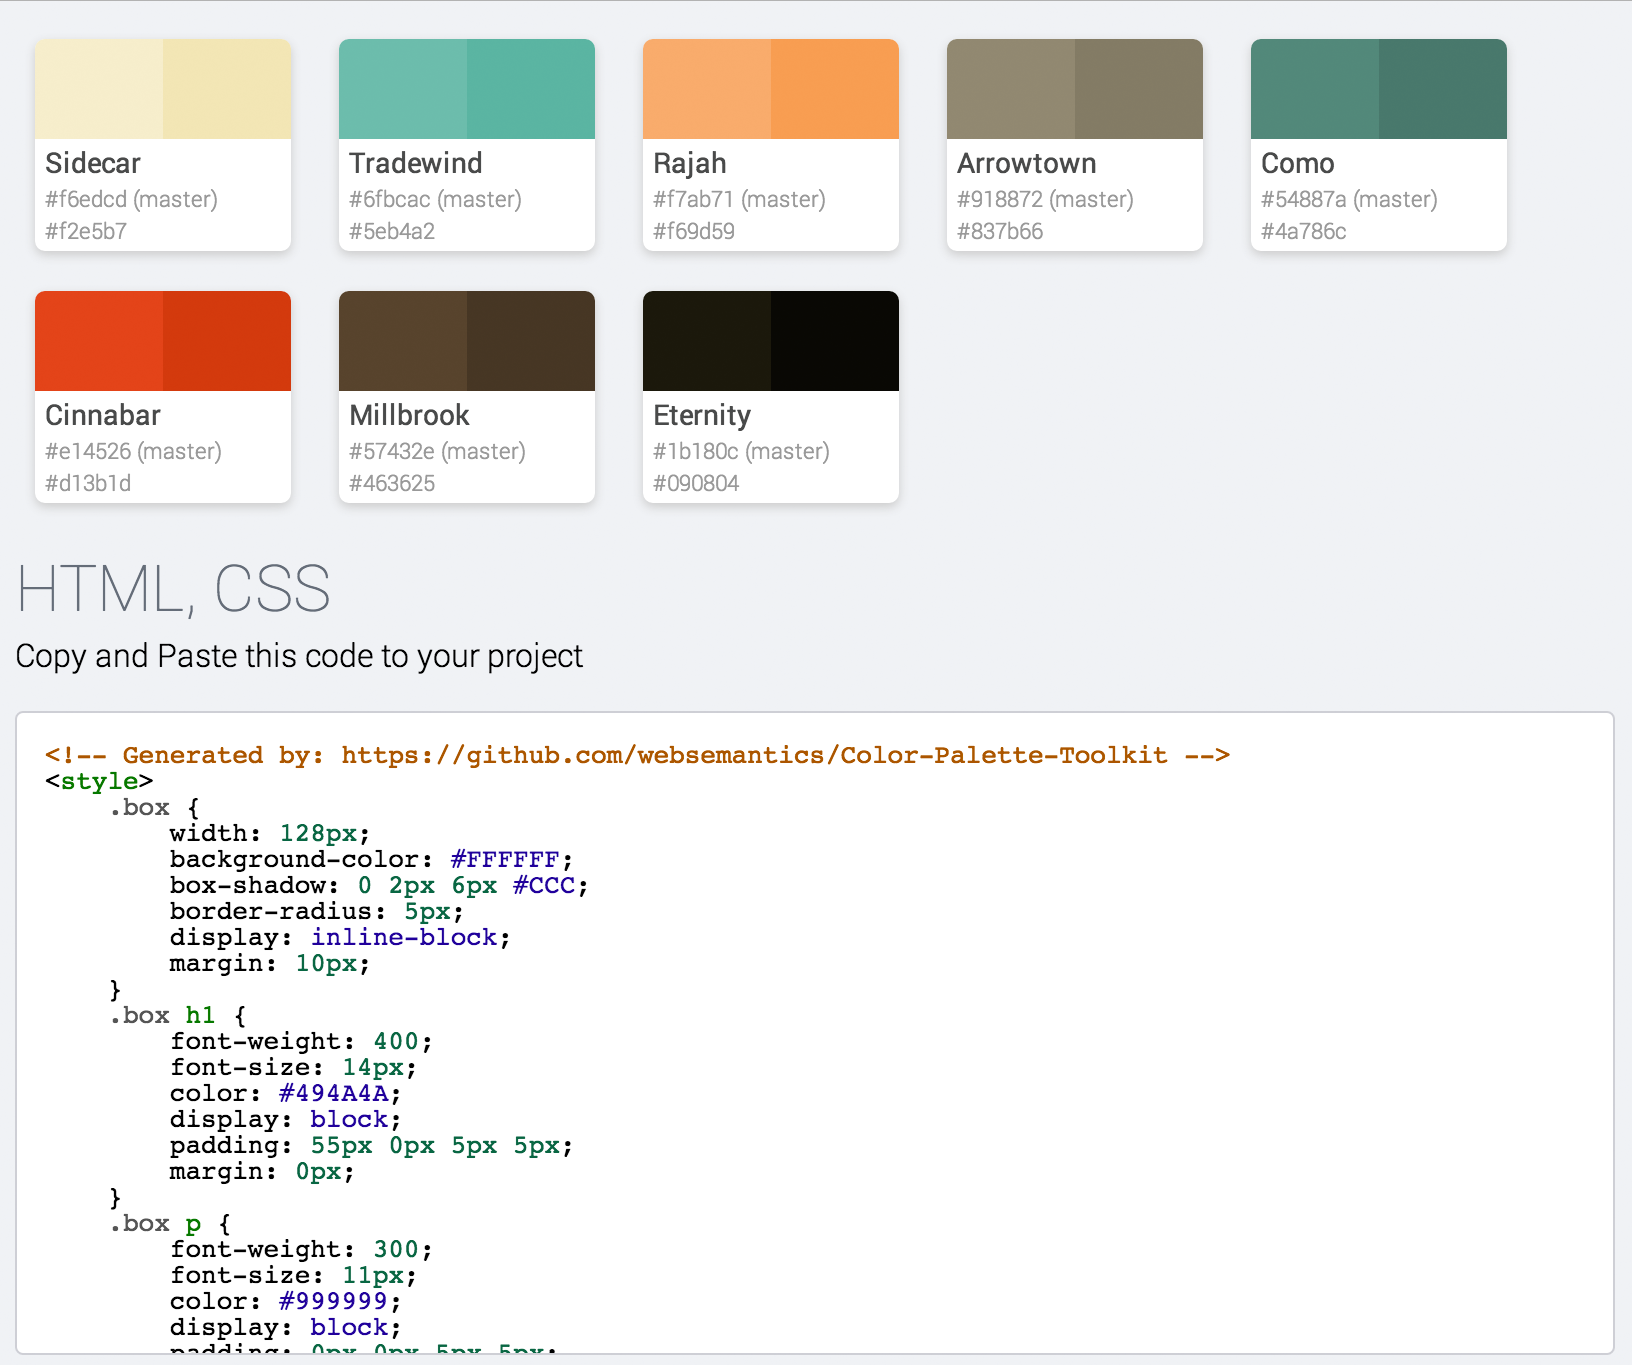 Sidecar
#f6edcd (master)
#f2e5b7
Tradewind
#6fbcac (master)
#5eb4a2
Rajah
#f7ab71 (master)
#f69d59
Arrowtown
#918872 (master)
#837b66
Como
#54887a (master)
#4a786c
Cinnabar
#e14526 (master)
#d13b1d
Millbrook
#57432e (master)
#463625
Eternity
#1b180c (master)
#090804
HTML, CSS
Copy and Paste this code to your project
<!-- Generated by: https://github.com/websemantics/Color-Palette-Toolkit -->
<style>
.box {
width: 128px;
background-color: #FFFFFF;
box-shadow: 0 2px 6px #CCC;
border-radius: 5px;
display: inline-block;
margin: 10px;
}
.box h1 {
font-weight: 400;
font-size: 14px;
color: #494A4A;
display: block;
padding: 55px 0px 5px 5px;
margin: 0px;
}
.box p {
font-weight: 300;
font-size: 11px;
color: #999999;
display: block;
padding: 0px 0px 5px 5px;